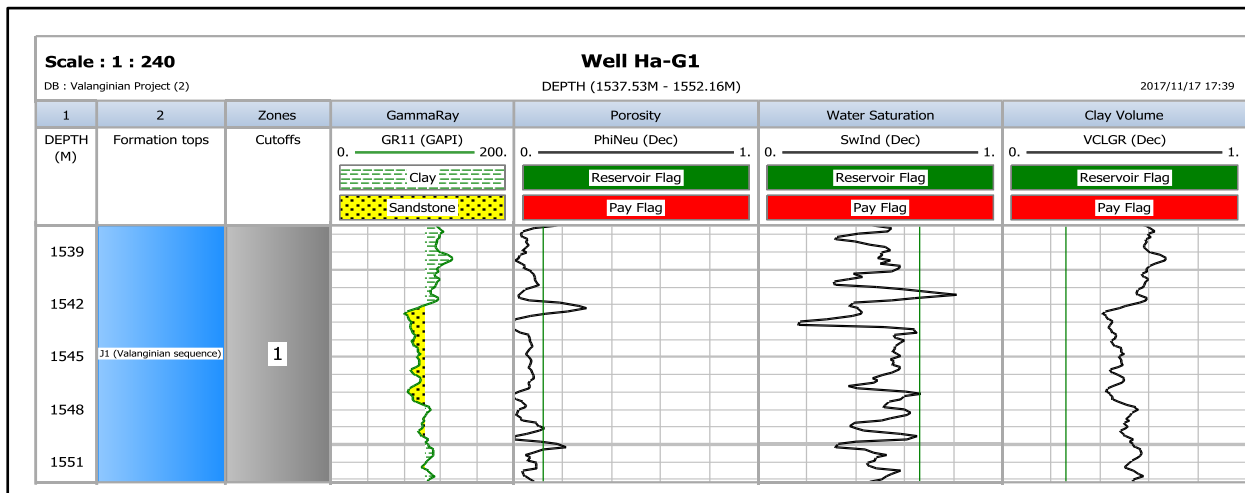 Scale : 1 : 240
Well Ha-G1
DB : Valanginian Project (2)
DEPTH (1537.53M - 1552.16M)
2017/11/17 17:39
1 2 Zones GammaRay Porosity Water Saturation Clay Volume
DEPTH (M)
Formation tops
Cutoffs
GR11 (GAPI)
0. 200.
Clay
Sandstone
PhiNeu (Dec)
0. 1.
Reservoir Flag
Pay Flag
SwInd (Dec)
0. 1.
Reservoir Flag
Pay Flag
VCLGR (Dec)
0. 1.
Reservoir Flag
Pay Flag
1539
1542
1545
1548
1551
J1 (Valanginian sequence)
1